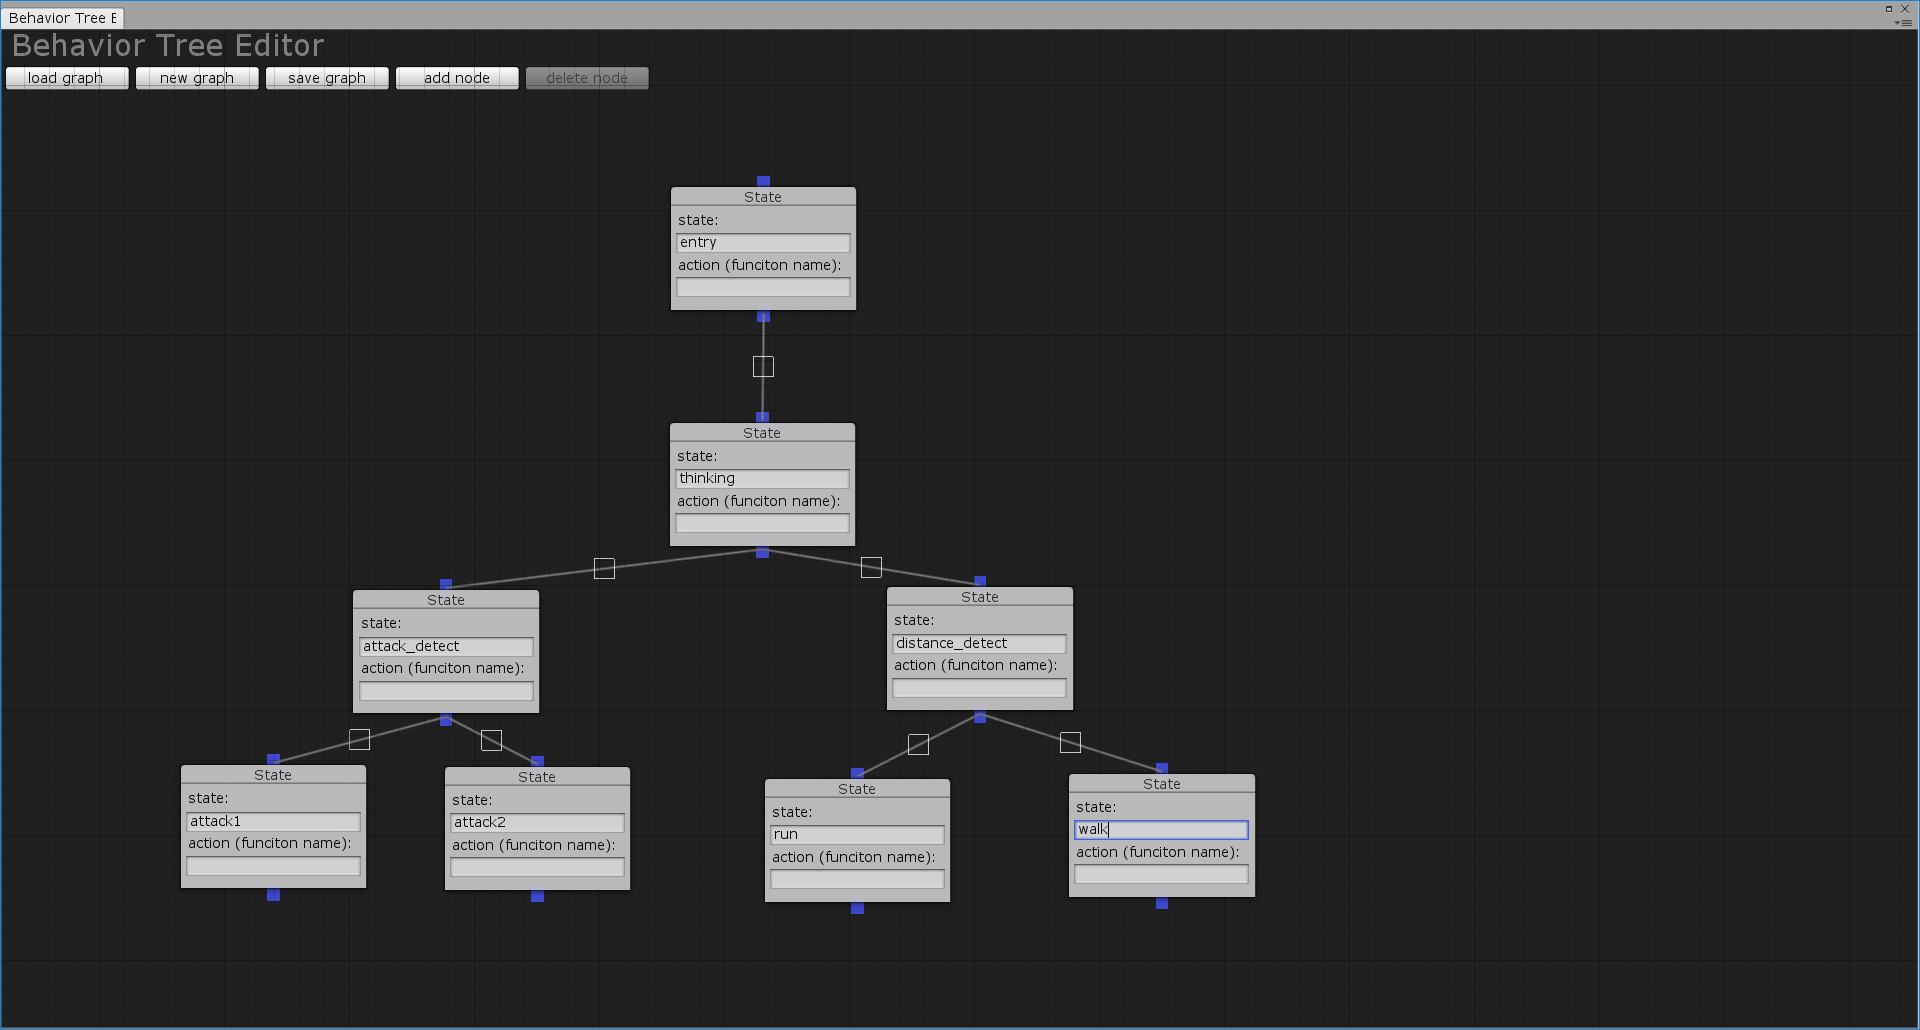 Behavior Tree E
Behavior Tree Editor
load graph
new graph
save graph
add node
delete node
State
state:
entry
action (funciton name):
State
state:
thinking
action (funciton name):
State
state:
attack_detect
action (funciton name):
State
state:
distance_detect
action (funciton name):
State
state:
attack1
action (funciton name):
State
state:
attack2
action (funciton name):
State
state:
run
action (funciton name):
State
state:
walk
action (funciton name):